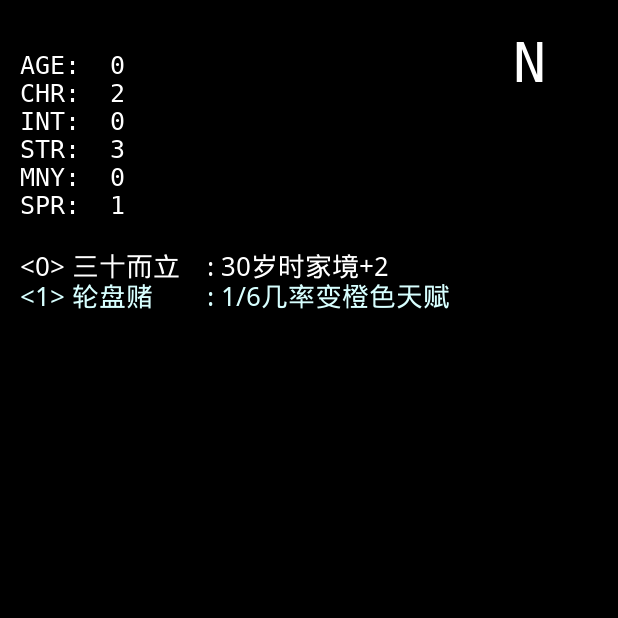 N
AGE: 0
CHR: 2
INT: 0
STR: 3
MNY: 0
SPR: 1
<0> 三十而立 : 30岁时家境+2
<1> 轮盘赌 : 1/6几率变橙色天赋